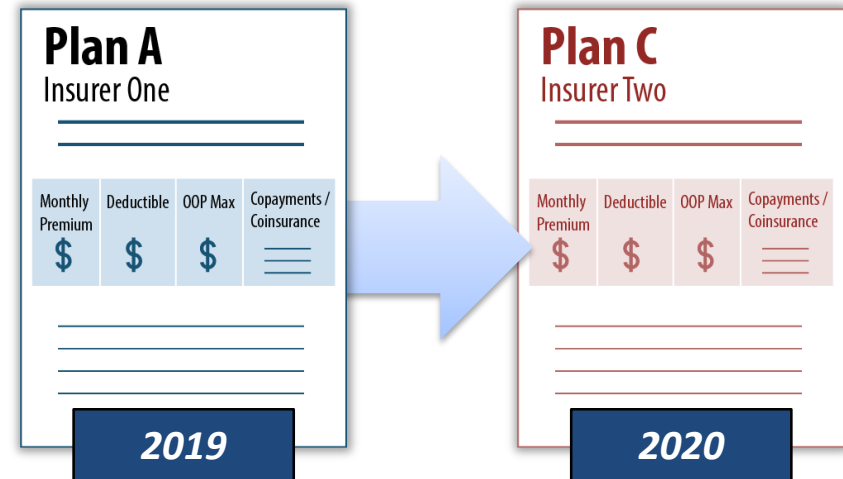 Plan A
Insurer One
Monthly Premium
Deductible
OOP Max
Copayments / Coinsurance
$
$
$
2019
Plan C
Insurer Two
Monthly Premium
Deductible
OOP Max
Copayments / Coinsurance
$
$
$
2020